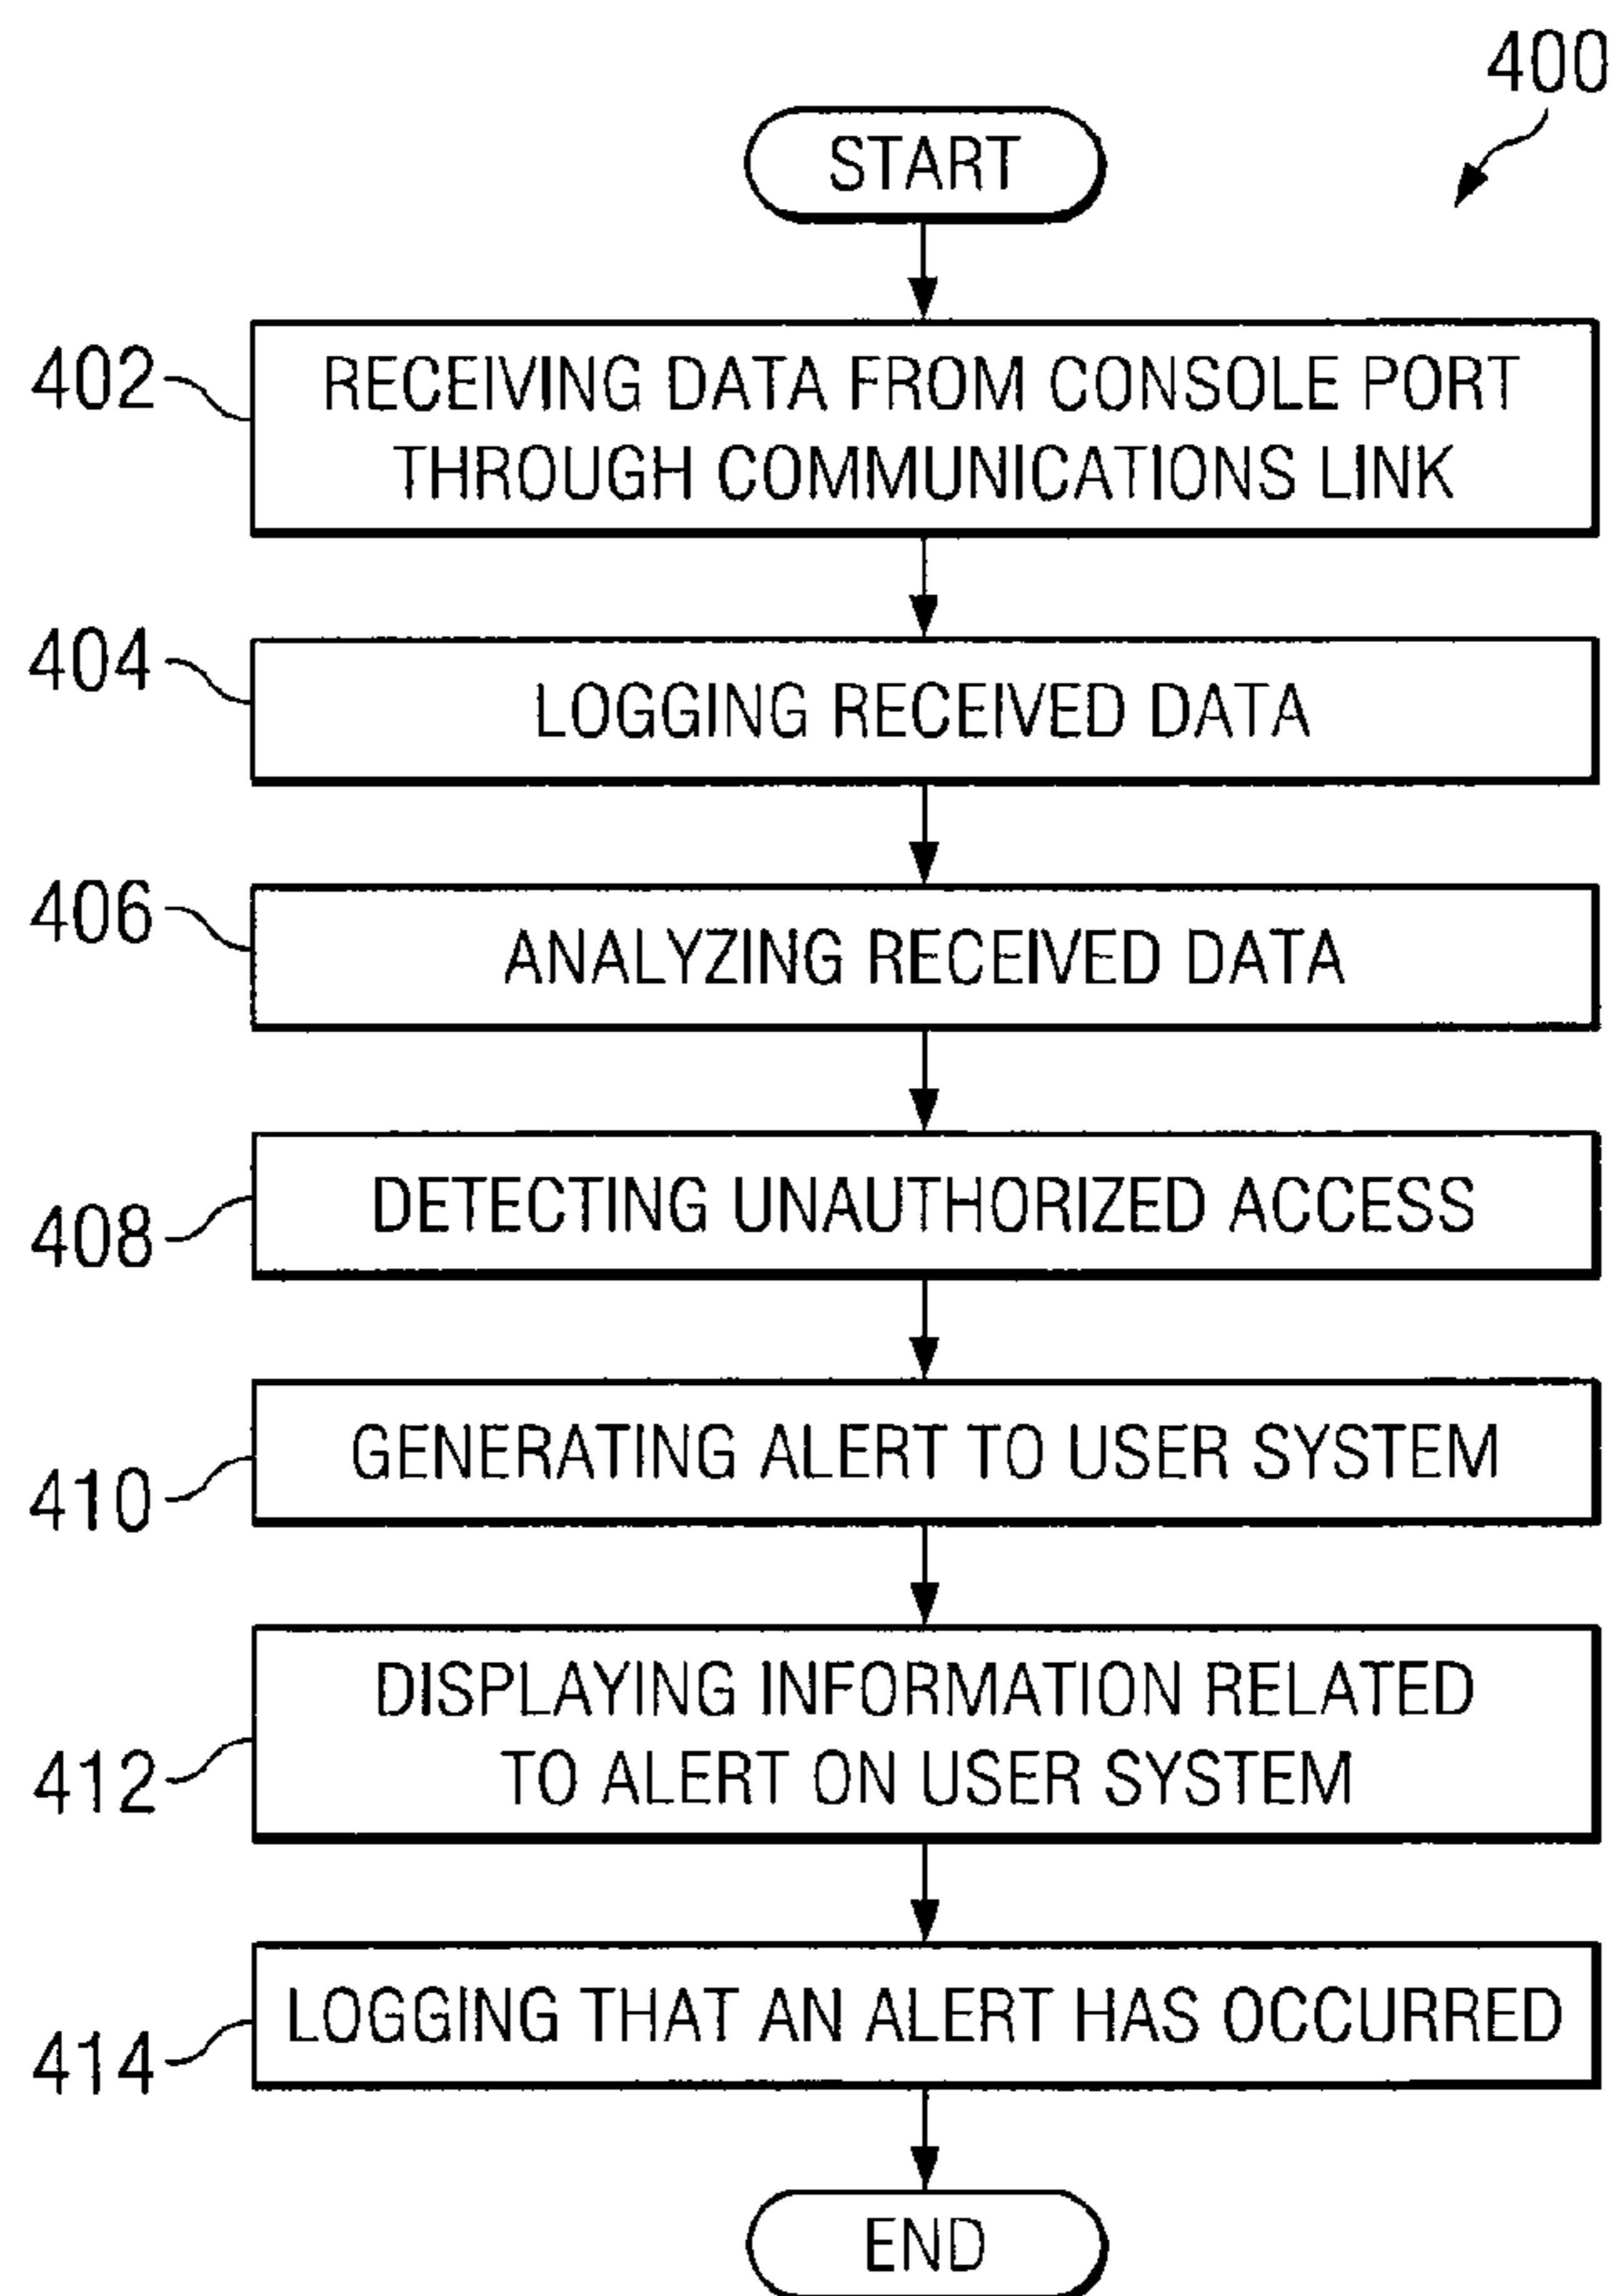 400
START
402
RECEIVING DATA FROM CONSOLE PORT
THROUGH COMMUNICATIONS LINK
404
LOGGING RECEIVED DATA
406
ANALYZING RECEIVED DATA
408
DETECTING UNAUTHORIZED ACCESS
410
GENERATING ALERT TO USER SYSTEM
412
DISPLAYING INFORMATION RELATED
TO ALERT ON USER SYSTEM
414
LOGGING THAT AN ALERT HAS OCCURRED
END